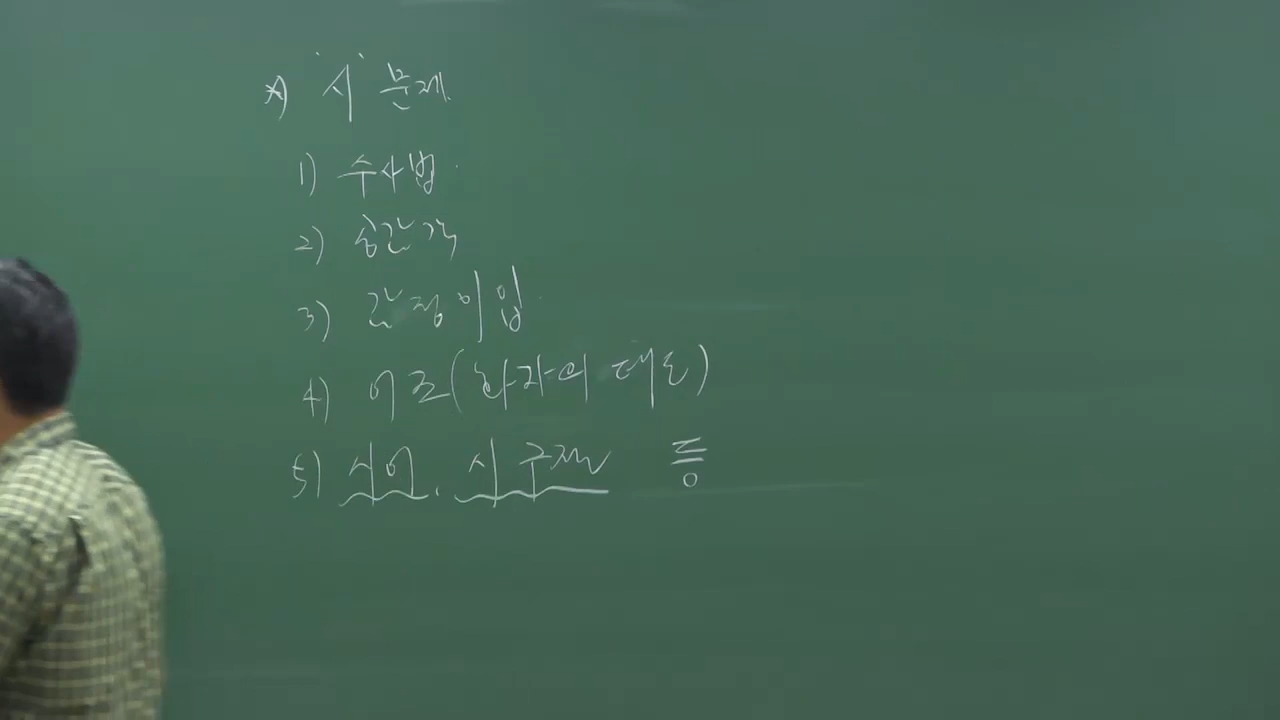 ※) '시' 문제
1) 수사법
2) 심상
3) 감정이입
4) 어조(화자의 태도)
5) 시어, 시 구절 등